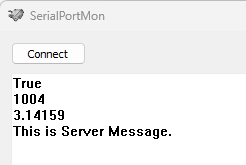 SerialPortMon
Connect
True
1004
3.14159
This is Server Message.